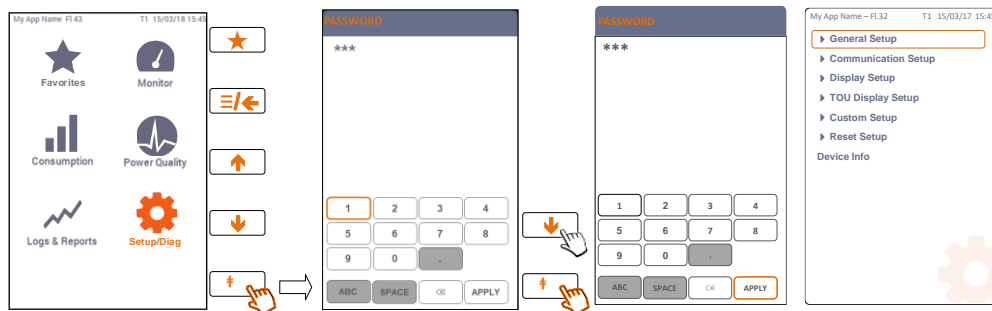 My App Name Fl 43 T1 15/03/18 15:45
Favorites Monitor
Consumption Power Quality
Logs & Reports Setup/Diag
PASSWORD
***
1 2 3 4
5 6 7 8
9 0 .
ABC SPACE APPLY
PASSWORD
***
1 2 3 4
5 6 7 8
9 0 .
ABC SPACE APPLY
My App Name – Fl.32 T1 15/03/17 15:45
General Setup
Communication Setup
Display Setup
TOU Display Setup
Custom Setup
Reset Setup
Device Info